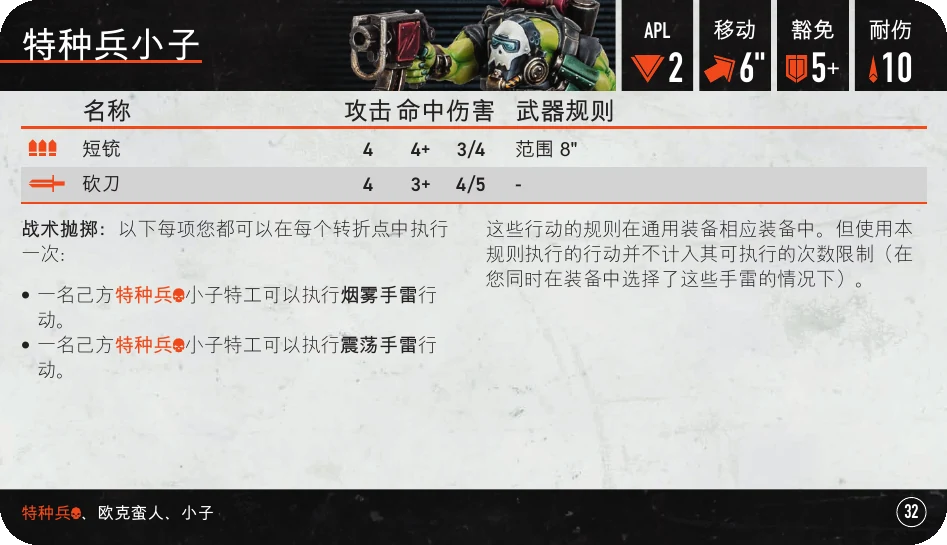 特种兵小子
APL 移动 豁免 耐伤
2 6" 5+ 10
名称 攻击 命中 伤害 武器规则
短铳 4 4+ 3/4 范围 8"
砍刀 4 3+ 4/5 -
战术抛掷：以下每项您都可以在每个转折点中执行
一次:
• 一名己方特种兵小子特工可以执行烟雾手雷行
动。
• 一名己方特种兵小子特工可以执行震荡手雷行
动。
这些行动的规则在通用装备相应装备中。但使用本
规则执行的行动并不计入其可执行的次数限制（在
您同时在装备中选择了这些手雷的情况下）。
特种兵、欧克蛮人、小子
32